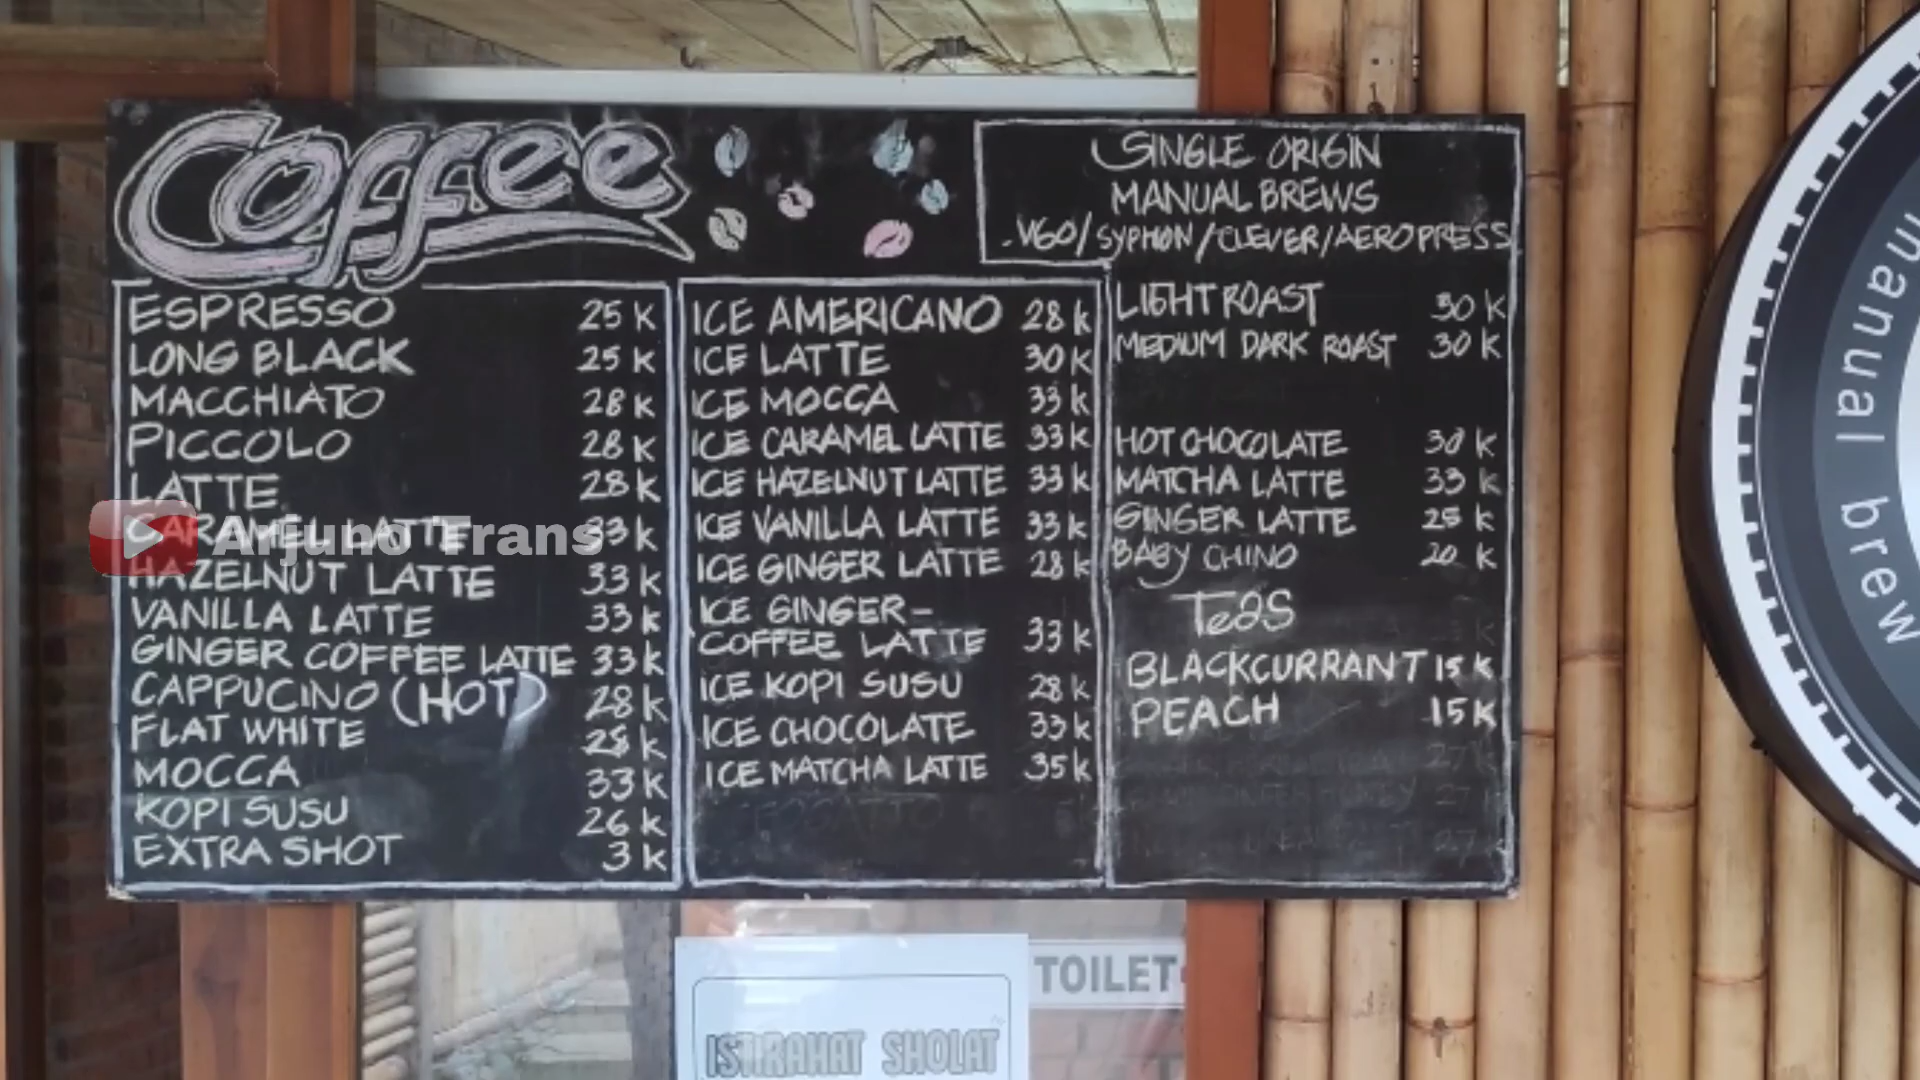 Coffee
ESPRESSO 25 K
LONG BLACK 25 K
MACCHIATO 28 K
PICCOLO 28 K
LATTE 28 K
CARAMEL LATTE 33 K
Arjuno Trans
HAZELNUT LATTE 33 K
VANILLA LATTE 33 K
GINGER COFFEE LATTE 33 K
CAPPUCINO (HOT) 28 K
FLAT WHITE 28 K
MOCCA 33 K
KOPI SUSU 26 K
EXTRA SHOT 3 K
ICE AMERICANO 28 K
ICE LATTE 30 K
ICE MOCCA 33 K
ICE CARAMEL LATTE 33 K
ICE HAZELNUT LATTE 33 K
ICE VANILLA LATTE 33 K
ICE GINGER LATTE 28 K
ICE GINGER-
COFFEE LATTE 33 K
ICE KOPI SUSU 28 K
ICE CHOCOLATE 33 K
ICE MATCHA LATTE 35 K
SINGLE ORIGIN
MANUAL BREWS
-V60/SYPHON/CLEVER/AEROPRESS
LIGHT ROAST 30 K
MEDIUM DARK ROAST 30 K
HOT CHOCOLATE 30 K
MATCHA LATTE 33 K
GINGER LATTE 25 K
BABY CHINO 20 K
TeaS
BLACKCURRANT 15 K
PEACH 15 K
manual brew
TOILET
ISTIRAHAT SHOLAT